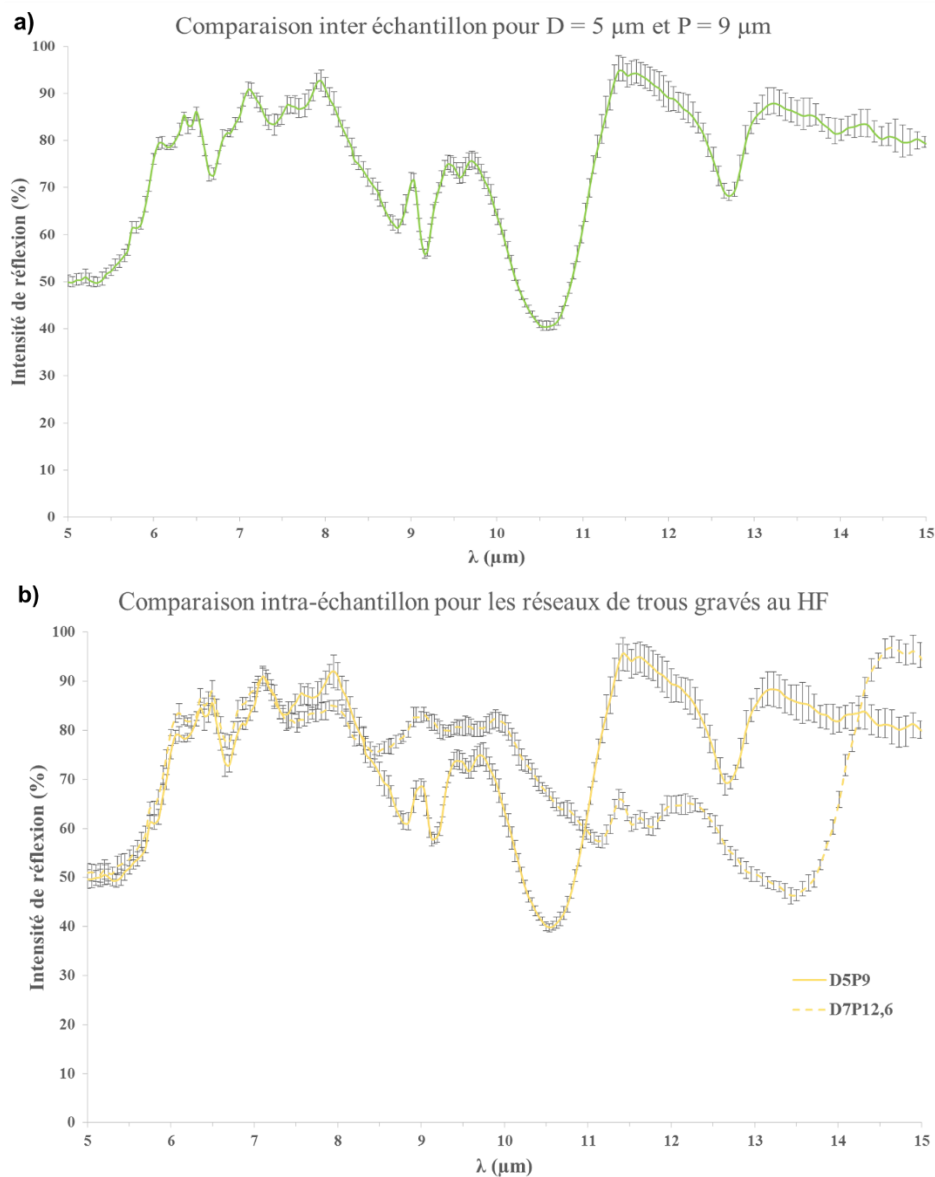 a)
Comparaison inter échantillon pour D = 5 µm et P = 9 µm
100
90
80
70
60
50
40
30
20
10
0
Intensité de réflexion (%)
5 6 7 8 9 10 11 12 13 14 15
λ (µm)
b)
Comparaison intra-échantillon pour les réseaux de trous gravés au HF
100
90
80
70
60
50
40
30
20
10
0
Intensité de réflexion (%)
D5P9
D7P12,6
5 6 7 8 9 10 11 12 13 14 15
λ (µm)